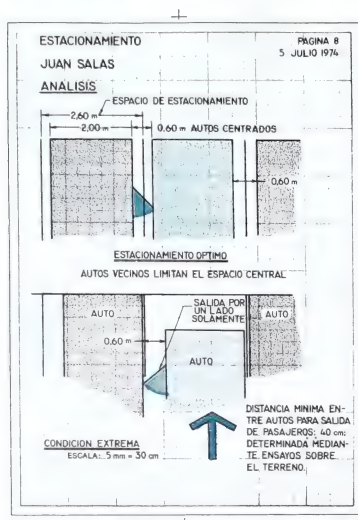 ESTACIONAMIENTO
PAGINA 8
5 JULIO 1974
JUAN SALAS
ANALISIS
ESPACIO DE ESTACIONAMIENTO
2,60 m
2,00 m
0,60 m AUTOS CENTRADOS
0,60 m
ESTACIONAMIENTO OPTIMO
AUTOS VECINOS LIMITAN EL ESPACIO CENTRAL
SALIDA POR
UN LADO
SOLAMENTE
AUTO
AUTO
0,60 m
AUTO
DISTANCIA MINIMA EN-
TRE AUTOS PARA SALIDA
DE PASAJEROS: 40 cm:
DETERMINADA MEDIAN-
TE ENSAYOS SOBRE
EL TERRENO.
CONDICION EXTREMA
ESCALA: 5 mm = 30 cm